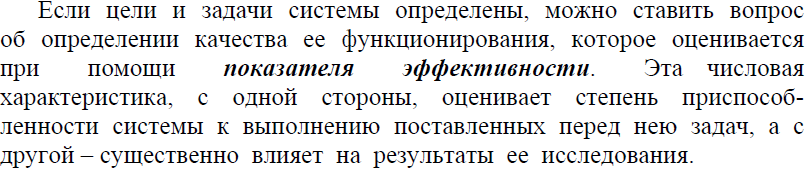 Если цели и задачи системы определены, можно ставить вопрос
об определении качества ее функционирования, которое оценивается
при помощи показателя эффективности. Эта числовая
характеристика, с одной стороны, оценивает степень приспособ-
ленности системы к выполнению поставленных перед нею задач, а с
другой – существенно влияет на результаты ее исследования.